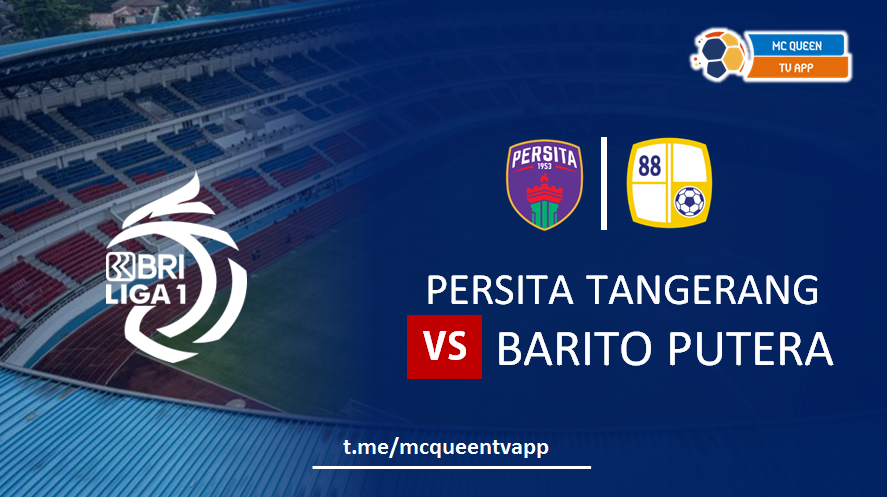 MC QUEEN
TV APP
PERSITA
1953
88
BRI
LIGA 1
PERSITA TANGERANG
VS BARITO PUTERA
t.me/mcqueentvapp